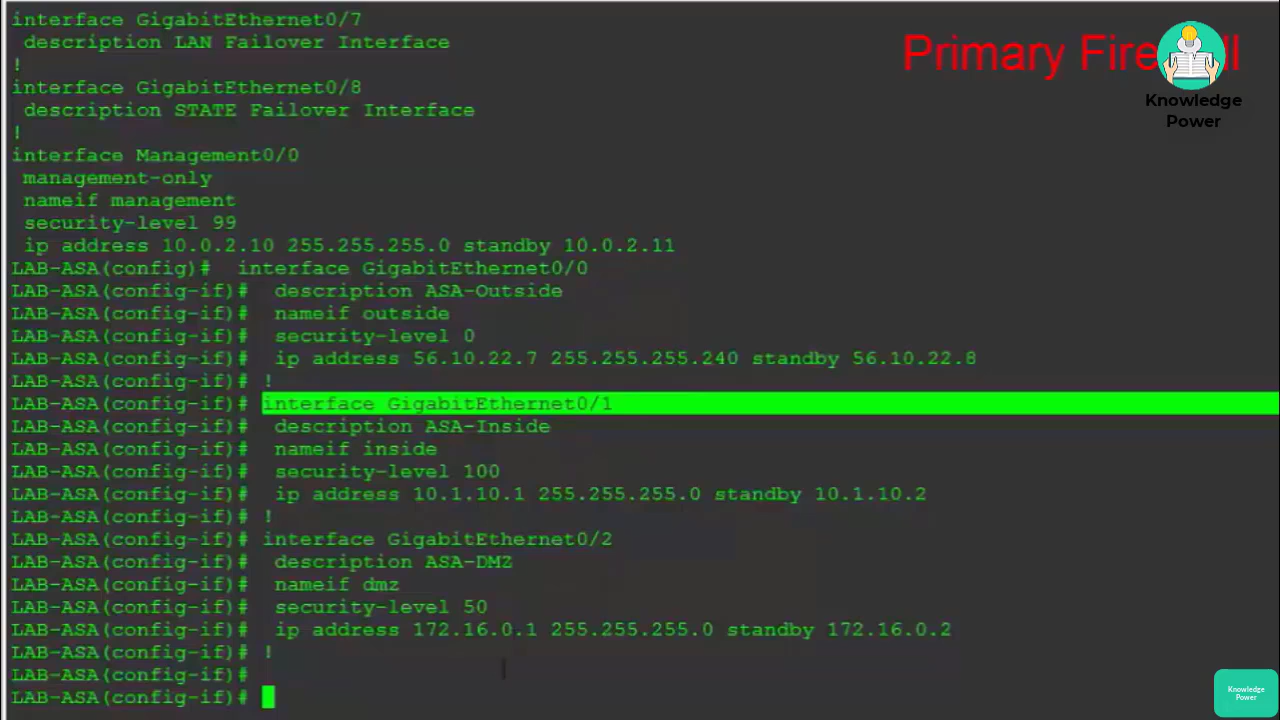 interface GigabitEthernet0/7
description LAN Failover Interface
!
interface GigabitEthernet0/8
description STATE Failover Interface
!
interface Management0/0
management-only
nameif management
security-level 99
ip address 10.0.2.10 255.255.255.0 standby 10.0.2.11
LAB-ASA(config)#  interface GigabitEthernet0/0
LAB-ASA(config-if)#  description ASA-Outside
LAB-ASA(config-if)#  nameif outside
LAB-ASA(config-if)#  security-level 0
LAB-ASA(config-if)#  ip address 56.10.22.7 255.255.255.240 standby 56.10.22.8
LAB-ASA(config-if)# !
LAB-ASA(config-if)# interface GigabitEthernet0/1
LAB-ASA(config-if)#  description ASA-Inside
LAB-ASA(config-if)#  nameif inside
LAB-ASA(config-if)#  security-level 100
LAB-ASA(config-if)#  ip address 10.1.10.1 255.255.255.0 standby 10.1.10.2
LAB-ASA(config-if)# !
LAB-ASA(config-if)# interface GigabitEthernet0/2
LAB-ASA(config-if)#  description ASA-DMZ
LAB-ASA(config-if)#  nameif dmz
LAB-ASA(config-if)#  security-level 50
LAB-ASA(config-if)#  ip address 172.16.0.1 255.255.255.0 standby 172.16.0.2
LAB-ASA(config-if)# !
LAB-ASA(config-if)#
LAB-ASA(config-if)#
Primary
Knowledge
Power
Knowledge
Power